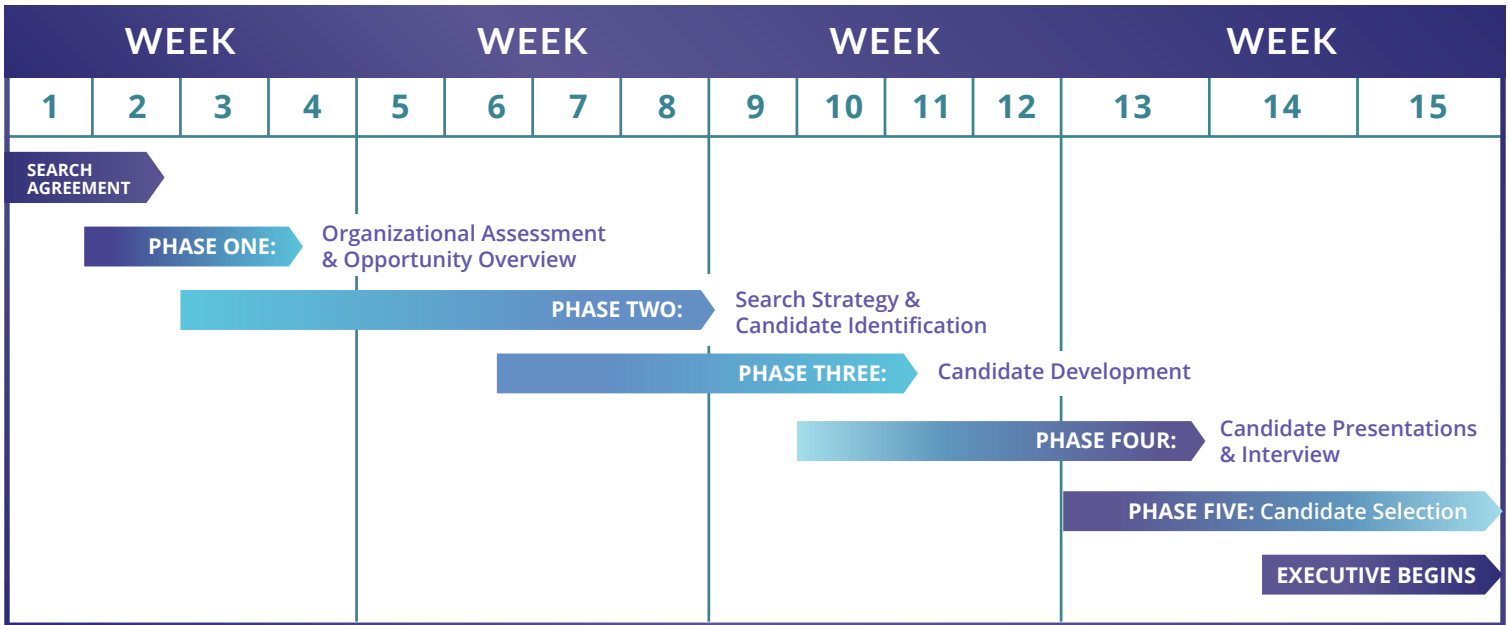 WEEK WEEK WEEK WEEK
1 2 3 4 5 6 7 8 9 10 11 12 13 14 15
SEARCH
AGREEMENT
PHASE ONE: Organizational Assessment
& Opportunity Overview
PHASE TWO: Search Strategy &
Candidate Identification
PHASE THREE: Candidate Development
PHASE FOUR: Candidate Presentations
& Interview
PHASE FIVE: Candidate Selection
EXECUTIVE BEGINS